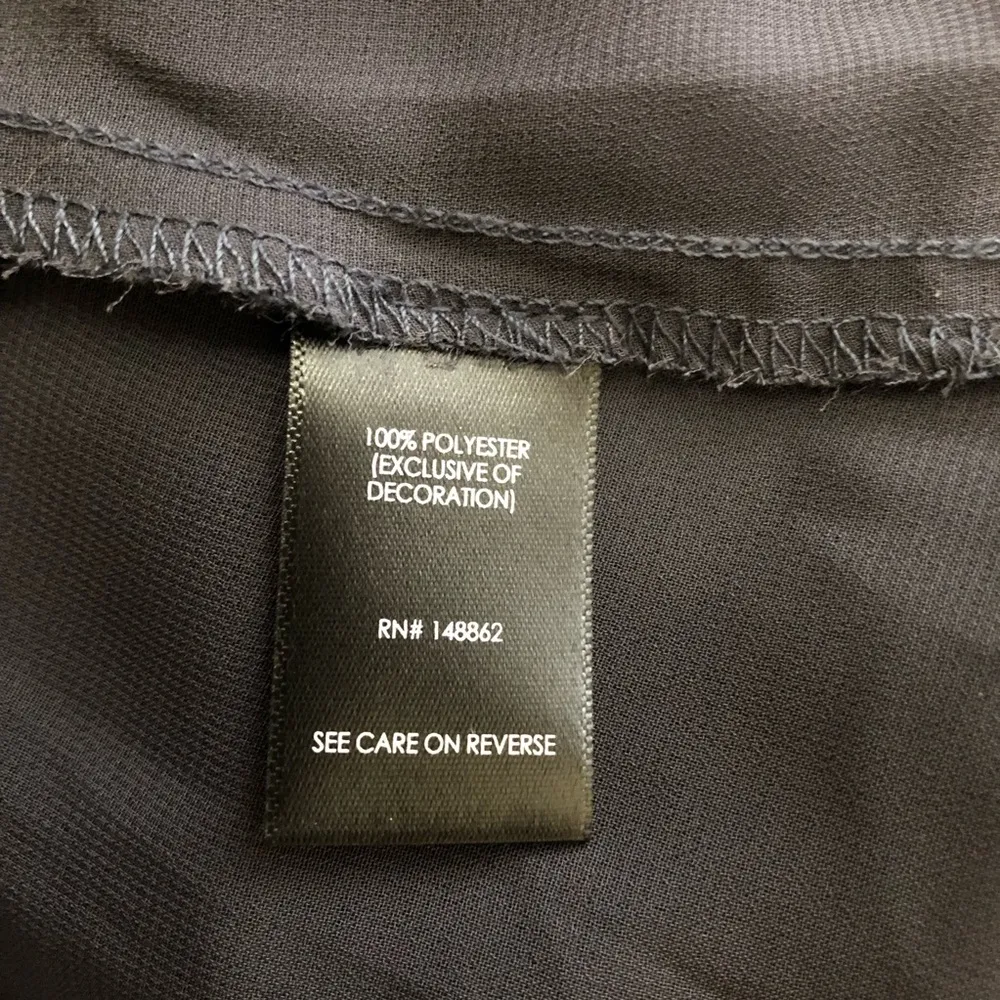 100% POLYESTER
(EXCLUSIVE OF
DECORATION)
RN# 148862
SEE CARE ON REVERSE